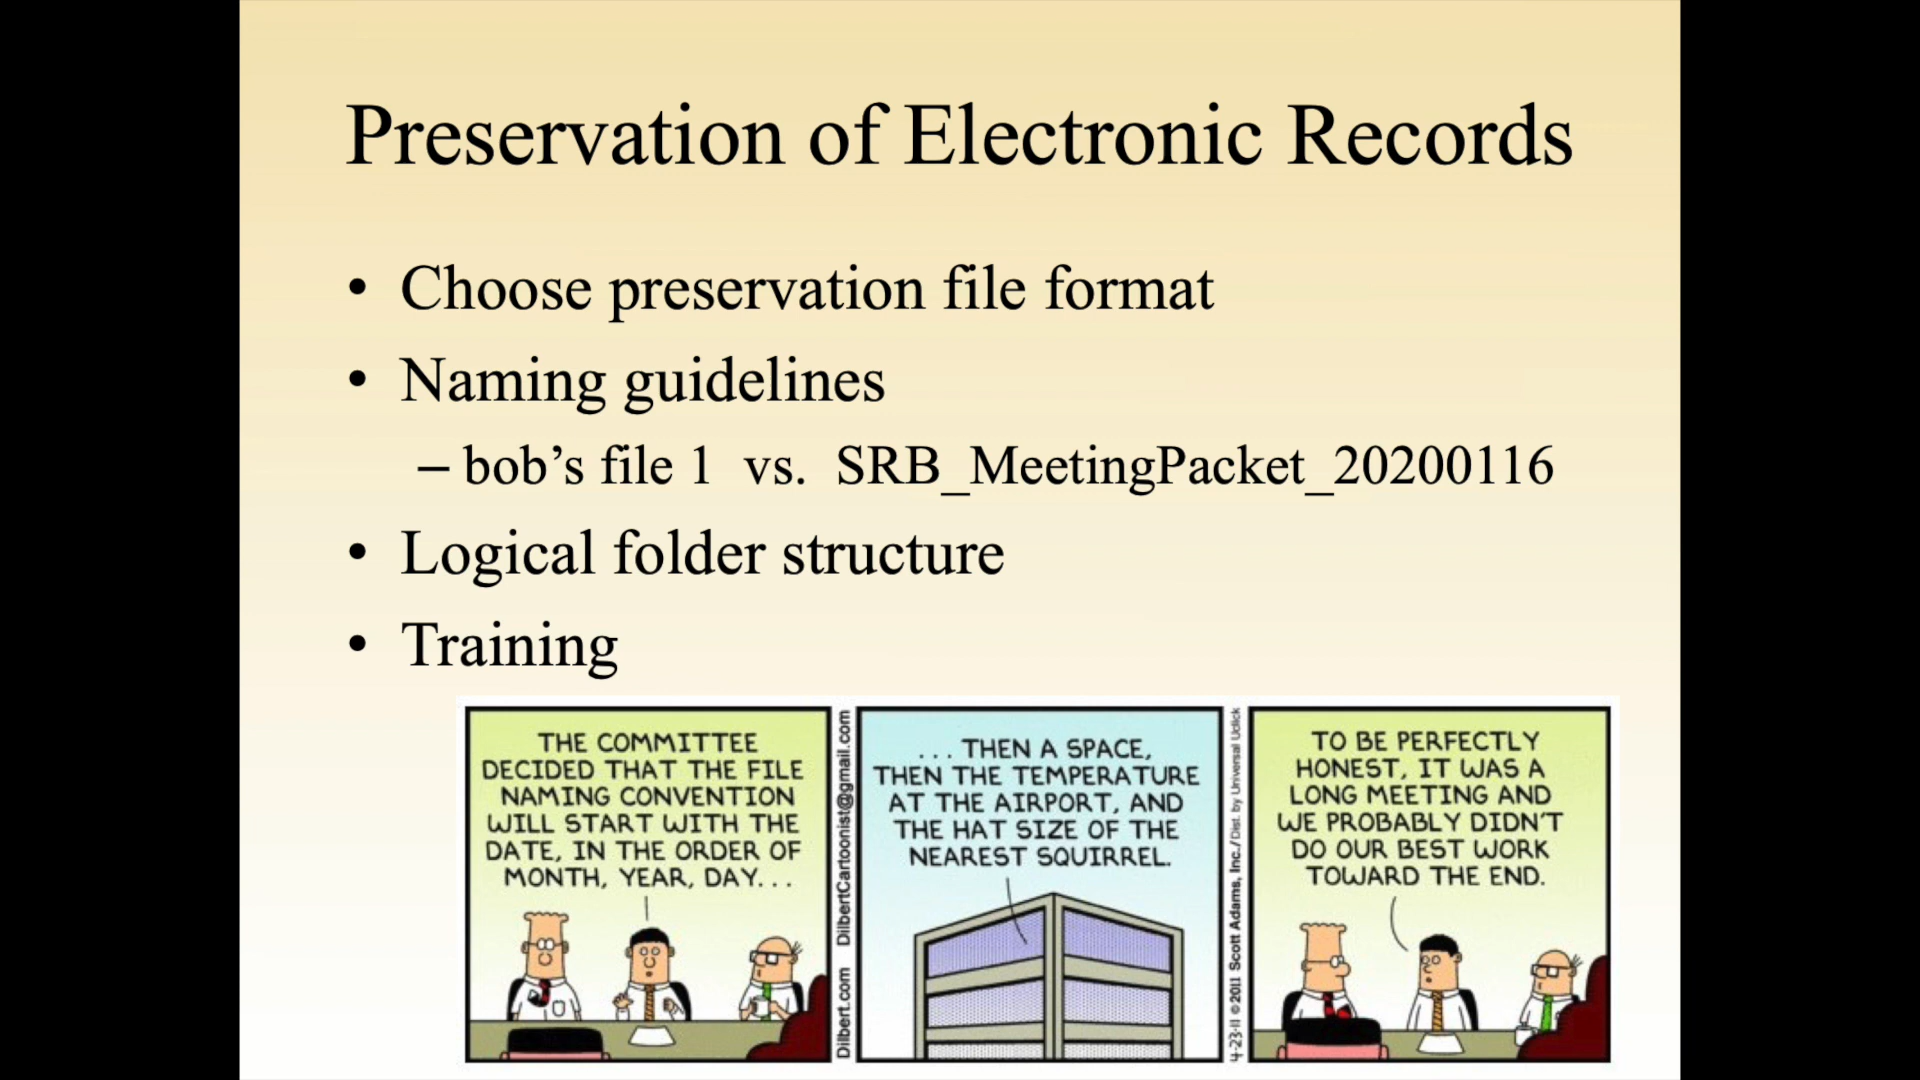 Preservation of Electronic Records
• Choose preservation file format
• Naming guidelines
– bob’s file 1 vs. SRB_MeetingPacket_20200116
• Logical folder structure
• Training
THE COMMITTEE
DECIDED THAT THE FILE
NAMING CONVENTION
WILL START WITH THE
DATE, IN THE ORDER OF
MONTH, YEAR, DAY...
Dilbert.com DilbertCartoonist@gmail.com
... THEN A SPACE,
THEN THE TEMPERATURE
AT THE AIRPORT, AND
THE HAT SIZE OF THE
NEAREST SQUIRREL.
4-23-11 © 2011 Scott Adams, Inc./Dist. by Universal Uclick
TO BE PERFECTLY
HONEST, IT WAS A
LONG MEETING AND
WE PROBABLY DIDN'T
DO OUR BEST WORK
TOWARD THE END.